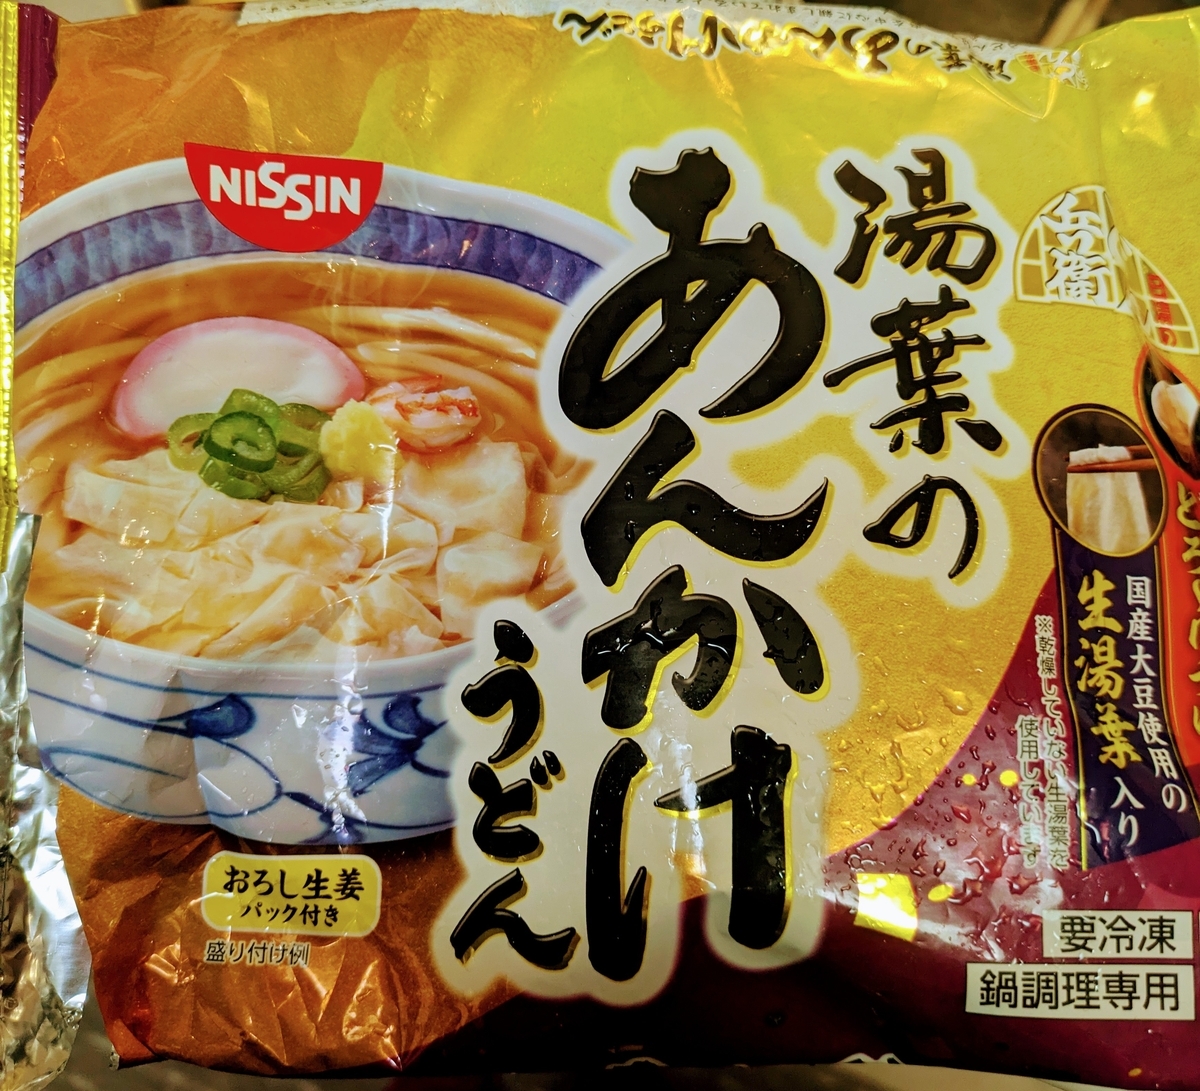 NISSIN
湯葉の
あんかけ
うどん
兵衛
国産大豆使用の
生湯葉入り
※乾燥していない生湯葉を
使用しています
おろし生姜
パック付き
盛り付け例
要冷凍
鍋調理専用